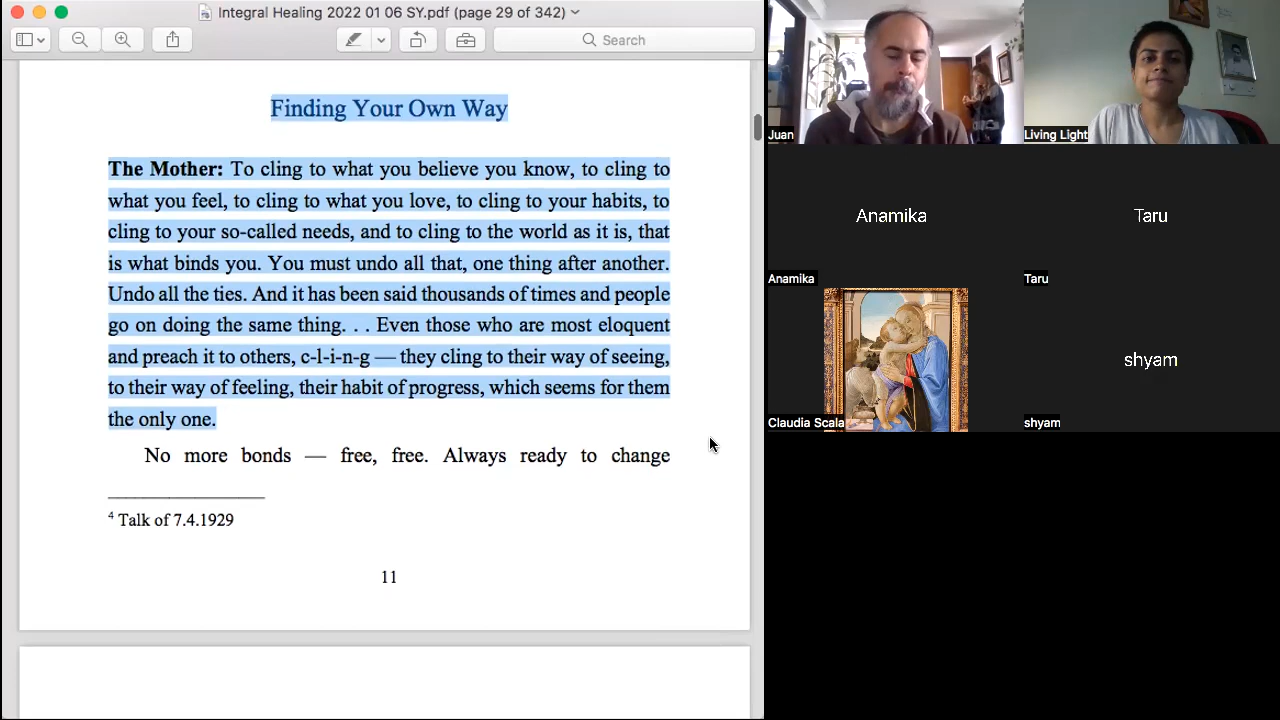 Integral Healing 2022 01 06 SY.pdf (page 29 of 342)
Search
Finding Your Own Way
The Mother: To cling to what you believe you know, to cling to
what you feel, to cling to what you love, to cling to your habits, to
cling to your so-called needs, and to cling to the world as it is, that
is what binds you. You must undo all that, one thing after another.
Undo all the ties. And it has been said thousands of times and people
go on doing the same thing. . . Even those who are most eloquent
and preach it to others, c-l-i-n-g — they cling to their way of seeing,
to their way of feeling, their habit of progress, which seems for them
the only one.
No more bonds — free, free. Always ready to change
4 Talk of 7.4.1929
11
Juan
Living Light
Anamika
Anamika
Taru
Taru
Claudia Scala
shyam
shyam